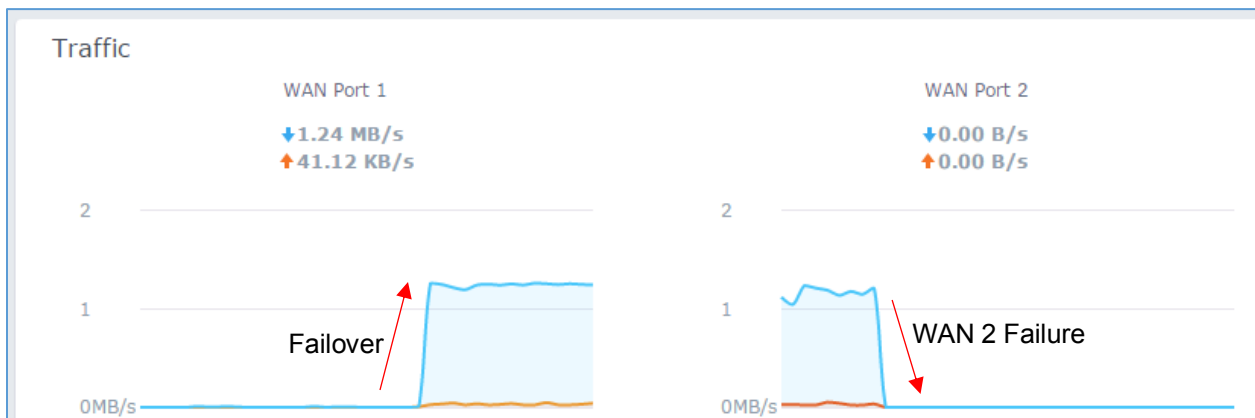 Traffic
WAN Port 1
1.24 MB/s
41.12 KB/s
2
1
0MB/s
Failover
WAN Port 2
0.00 B/s
0.00 B/s
2
1
0MB/s
WAN 2 Failure